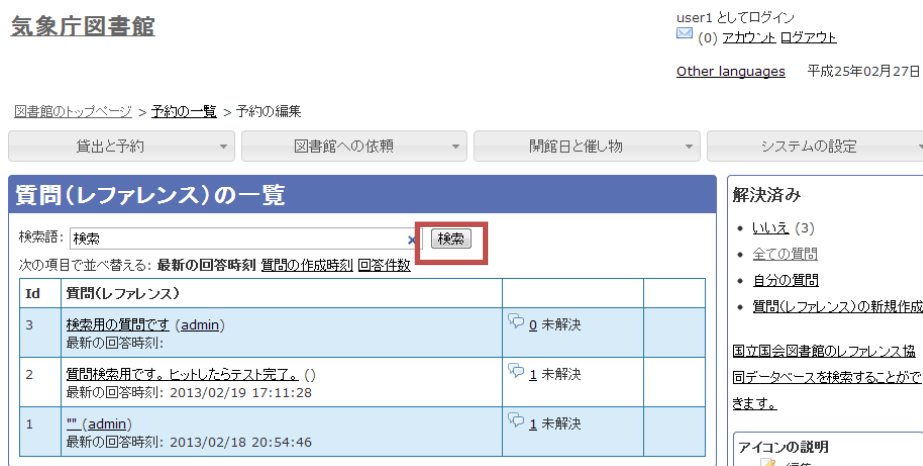 気象庁図書館
user1 としてログイン
(0) アカウント ログアウト
Other languages 平成25年02月27日
図書館のトップページ > 予約の一覧 > 予約の編集
貸出と予約 図書館への依頼 開館日と催し物 システムの設定
質問(レファレンス)の一覧
検索語: 検索 x 検索
次の項目で並べ替える: 最新の回答時刻 質問の作成時刻 回答件数
Id 質問(レファレンス)
3 検索用の質問です (admin) 0 未解決
最新の回答時刻:
2 質問検索用です。ヒットしたらテスト完了。 () 1 未解決
最新の回答時刻: 2013/02/19 17:11:28
1 "" (admin) 1 未解決
最新の回答時刻: 2013/02/18 20:54:46
解決済み
• いいえ (3)
• 全ての質問
• 自分の質問
• 質問(レファレンス)の新規作成
国立国会図書館のレファレンス協
同データベースを検索することがで
きます。
アイコンの説明